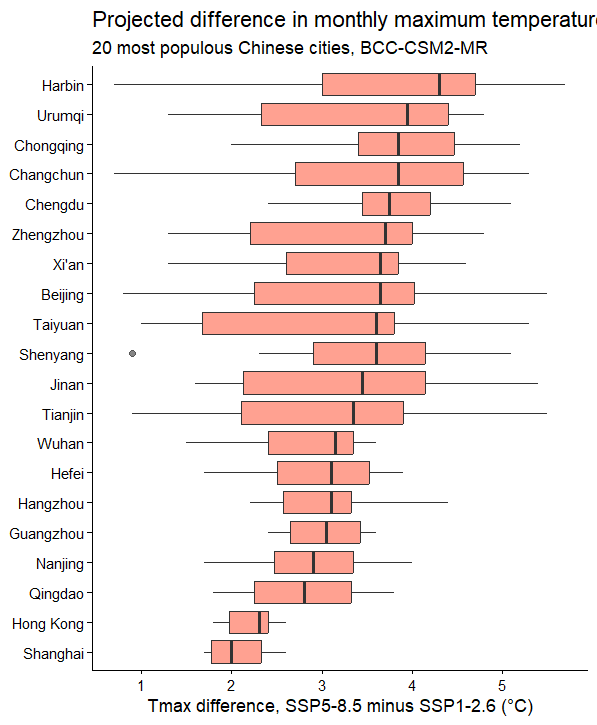 Projected difference in monthly maximum temperature
20 most populous Chinese cities, BCC-CSM2-MR
Harbin
Urumqi
Chongqing
Changchun
Chengdu
Zhengzhou
Xi'an
Beijing
Taiyuan
Shenyang
Jinan
Tianjin
Wuhan
Hefei
Hangzhou
Guangzhou
Nanjing
Qingdao
Hong Kong
Shanghai
1 2 3 4 5
Tmax difference, SSP5-8.5 minus SSP1-2.6 (°C)